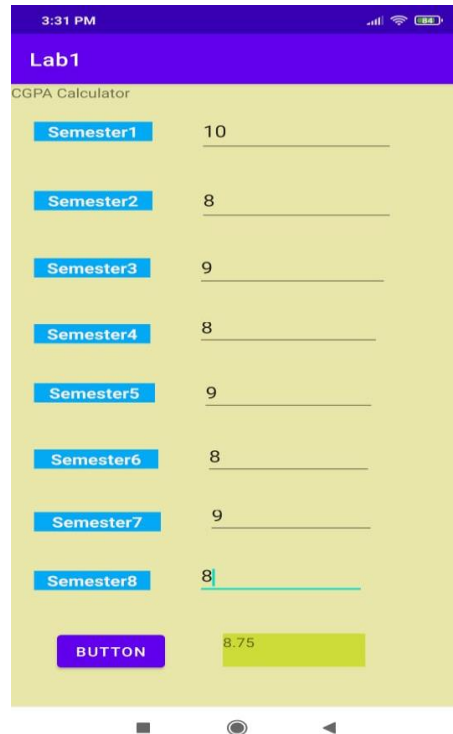 3:31 PM 84
Lab1
CGPA Calculator
Semester1 10
Semester2 8
Semester3 9
Semester4 8
Semester5 9
Semester6 8
Semester7 9
Semester8 8
BUTTON 8.75